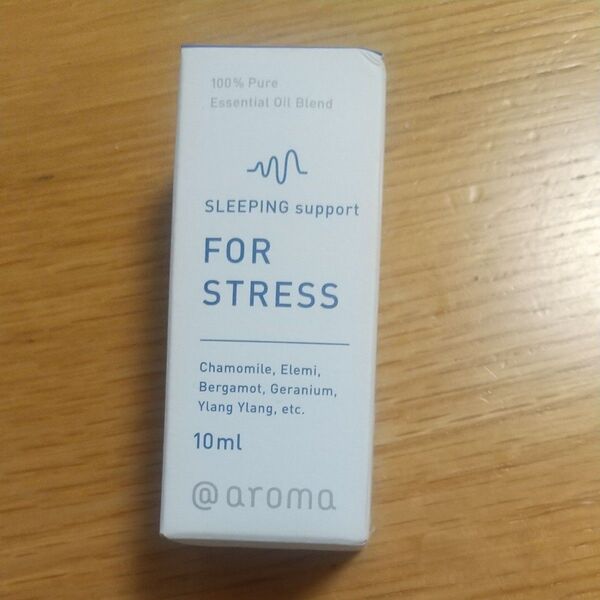 100% Pure
Essential Oil Blend
SLEEPING support
FOR
STRESS
Chamomile, Elemi,
Bergamot, Geranium,
Ylang Ylang, etc.
10ml
@aroma